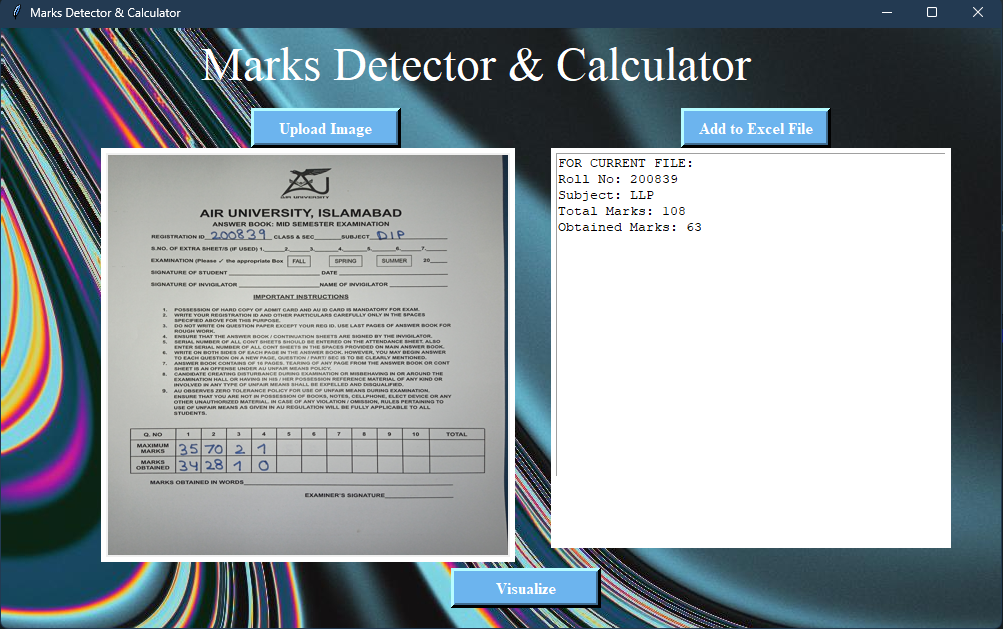 Marks Detector & Calculator
Marks Detector & Calculator
Upload Image
Add to Excel File
AIR UNIVERSITY
AIR UNIVERSITY, ISLAMABAD
ANSWER BOOK: MID SEMESTER EXAMINATION
REGISTRATION ID 200839 CLASS & SEC______SUBJECT DIP
S.NO. OF EXTRA SHEET/S (IF USED) 1.______2.______3.______4.______5.______6.______7.______
EXAMINATION (Please ✓ the appropriate Box FALL SPRING SUMMER 20____
SIGNATURE OF STUDENT ____________ DATE ____________
SIGNATURE OF INVIGILATOR ____________ NAME OF INVIGILATOR ____________
IMPORTANT INSTRUCTIONS
1. POSSESSION OF HARD COPY OF ADMIT CARD AND AU ID CARD IS MANDATORY FOR EXAM.
2. WRITE YOUR REGISTRATION ID AND OTHER PARTICULARS CAREFULLY ONLY IN THE SPACES
SPECIFIED ABOVE FOR THIS PURPOSE.
3. DO NOT WRITE ON QUESTION PAPER EXCEPT YOUR REG ID. USE LAST PAGES OF ANSWER BOOK FOR
ROUGH WORK.
4. ENSURE THAT THE ANSWER BOOK / CONTINUATION SHEETS ARE SIGNED BY THE INVIGILATOR.
5. SERIAL NUMBER OF ALL CONT SHEETS SHOULD BE ENTERED ON THE ATTENDANCE SHEET. ALSO
ENTER SERIAL NUMBER OF ALL CONT SHEETS IN THE SPACES PROVIDED ON MAIN ANSWER BOOK.
6. WRITE ON BOTH SIDES OF EACH PAGE IN THE ANSWER BOOK. HOWEVER, YOU MAY BEGIN ANSWER
TO EACH QUESTION ON A NEW PAGE, QUESTION / PART/ SEC IS TO BE CLEARLY MENTIONED.
7. ANSWER BOOK CONTAINS OF 16 PAGES. TEARING OF ANY PAGE FROM THE ANSWER BOOK OR CONT
SHEET IS AN OFFENSE UNDER AU UNFAIR MEANS POLICY.
8. CANDIDATE CREATING DISTURBANCE DURING EXAMINATION OR MISBEHAVING IN OR AROUND THE
EXAMINATION HALL OR HAVING IN HIS / HER POSSESSION REFERENCE MATERIAL OF ANY KIND OR
INVOLVED IN ANY TYPE OF UNFAIR MEANS SHALL BE EXPELLED AND DISQUALIFIED.
9. AU OBSERVES ZERO TOLERANCE POLICY FOR USE OF UNFAIR MEANS DURING EXAMINATION.
ENSURE THAT YOU ARE NOT IN POSSESSION OF BOOKS, NOTES, CELLPHONE, ELECT DEVICE OR ANY
OTHER UNAUTHORIZED MATERIAL. IN CASE OF ANY VIOLATION / OMISSION, RULES PERTAINING TO
USE OF UNFAIR MEANS AS GIVEN IN AU REGULATION WILL BE FULLY APPLICABLE TO ALL
STUDENTS.
Q. NO 1 2 3 4 5 6 7 8 9 10 TOTAL
MAXIMUM MARKS 35 70 2 1
MARKS OBTAINED 34 28 1 0
MARKS OBTAINED IN WORDS____________
EXAMINER'S SIGNATURE____________
FOR CURRENT FILE:
Roll No: 200839
Subject: LLP
Total Marks: 108
Obtained Marks: 63
Visualize